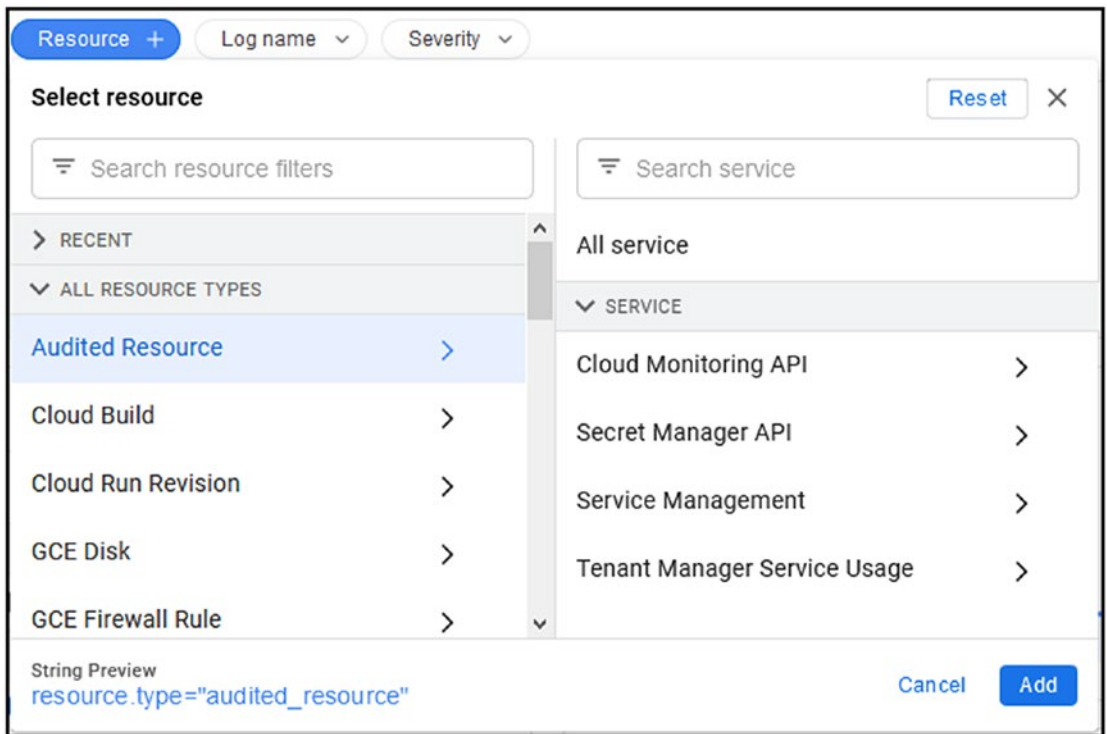 Resource +
Log name
Severity
Select resource
Reset
Search resource filters
Search service
RECENT
All service
ALL RESOURCE TYPES
SERVICE
Audited Resource
Cloud Monitoring API
Cloud Build
Secret Manager API
Cloud Run Revision
Service Management
GCE Disk
Tenant Manager Service Usage
GCE Firewall Rule
String Preview
resource.type="audited_resource"
Cancel
Add